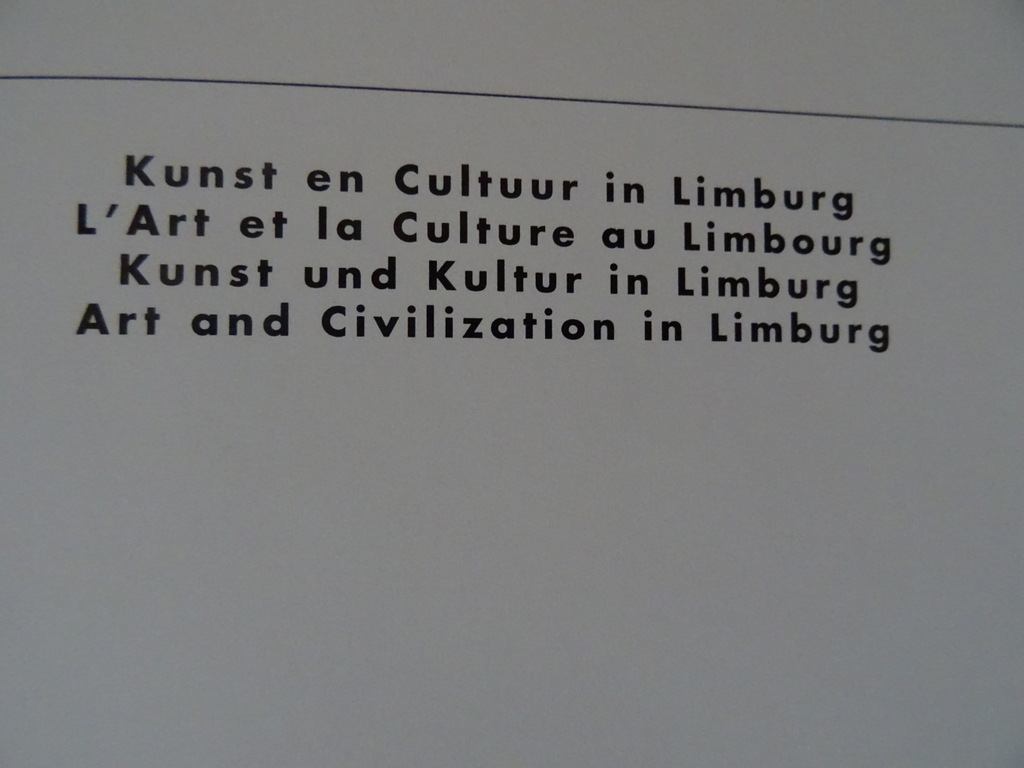 Kunst en Cultuur in Limburg
L'Art et la Culture au Limbourg
Kunst und Kultur in Limburg
Art and Civilization in Limburg